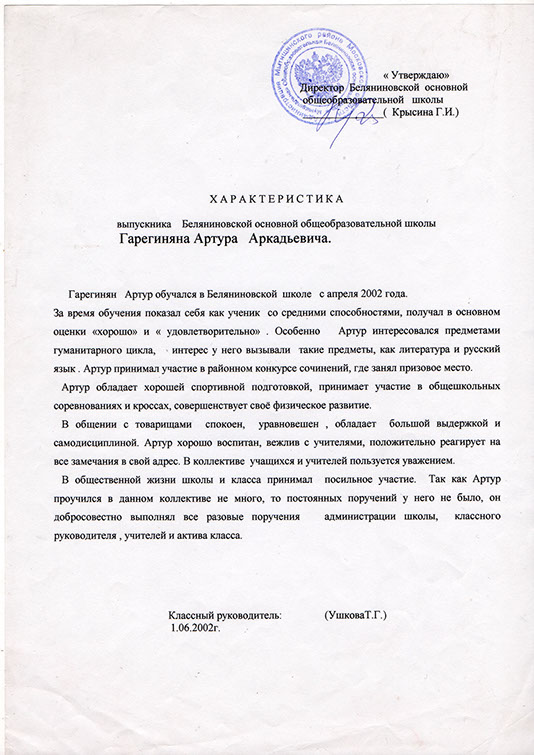 « Утверждаю»
Директор Беляниновской основной
общеобразовательной школы
( Крысина Г.И.)
ХАРАКТЕРИСТИКА
выпускника Беляниновской основной общеобразовательной школы
Гарегиняна Артура Аркадьевича.
Гарегинян Артур обучался в Беляниновской школе с апреля 2002 года.
За время обучения показал себя как ученик со средними способностями, получал в основном
оценки «хорошо» и « удовлетворительно» . Особенно Артур интересовался предметами
гуманитарного цикла, интерес у него вызывали такие предметы, как литература и русский
язык . Артур принимал участие в районном конкурсе сочинений, где занял призовое место.
Артур обладает хорошей спортивной подготовкой, принимает участие в общешкольных
соревнованиях и кроссах, совершенствует своё физическое развитие.
В общении с товарищами спокоен, уравновешен , обладает большой выдержкой и
самодисциплиной. Артур хорошо воспитан, вежлив с учителями, положительно реагирует на
все замечания в свой адрес. В коллективе учащихся и учителей пользуется уважением.
В общественной жизни школы и класса принимал посильное участие. Так как Артур
проучился в данном коллективе не много, то постоянных поручений у него не было, он
добросовестно выполнял все разовые поручения администрации школы, классного
руководителя , учителей и актива класса.
Классный руководитель: (УшковаТ.Г.)
1.06.2002г.